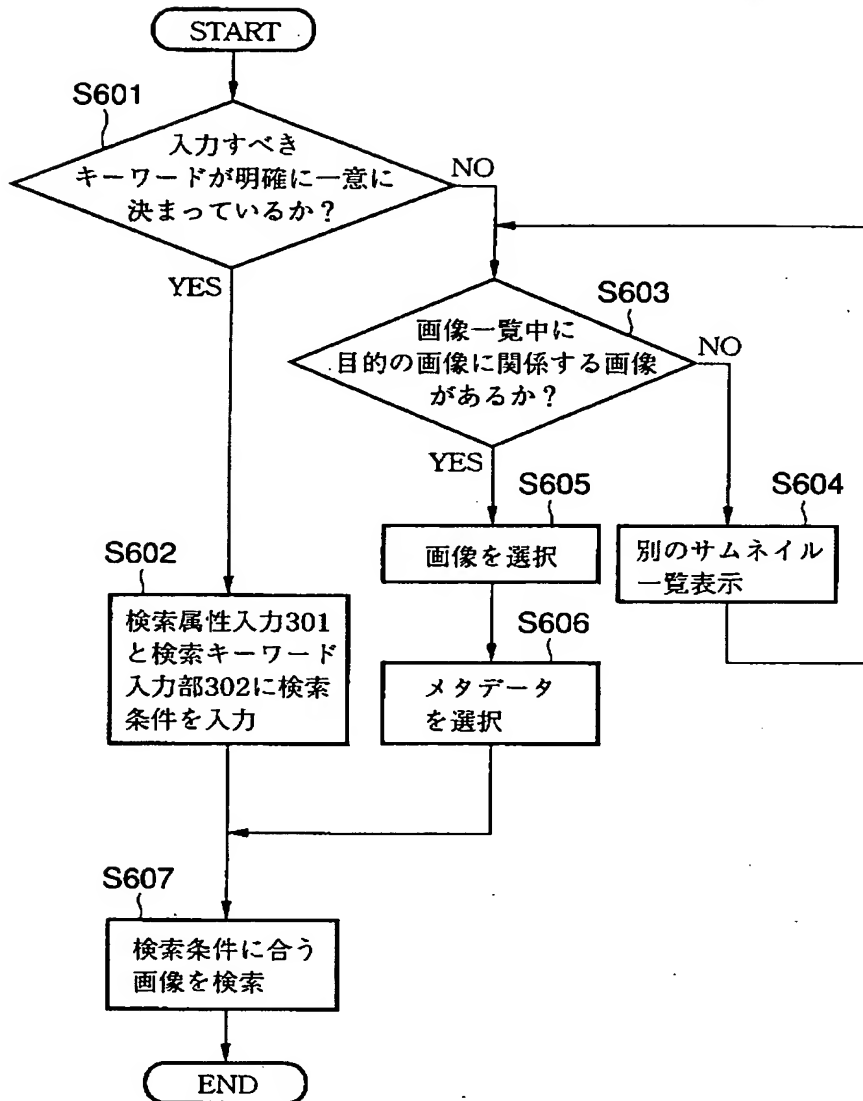 START
S601
入力すべき
キーワードが明確に一意に
決まっているか？
NO
YES
S603
画像一覧中に
目的の画像に関係する画像
があるか？
NO
YES
S605
画像を選択
S604
別のサムネイル
一覧表示
S602
検索属性入力301
と検索キーワード
入力部302に検索
条件を入力
S606
メタデータ
を選択
S607
検索条件に合う
画像を検索
END